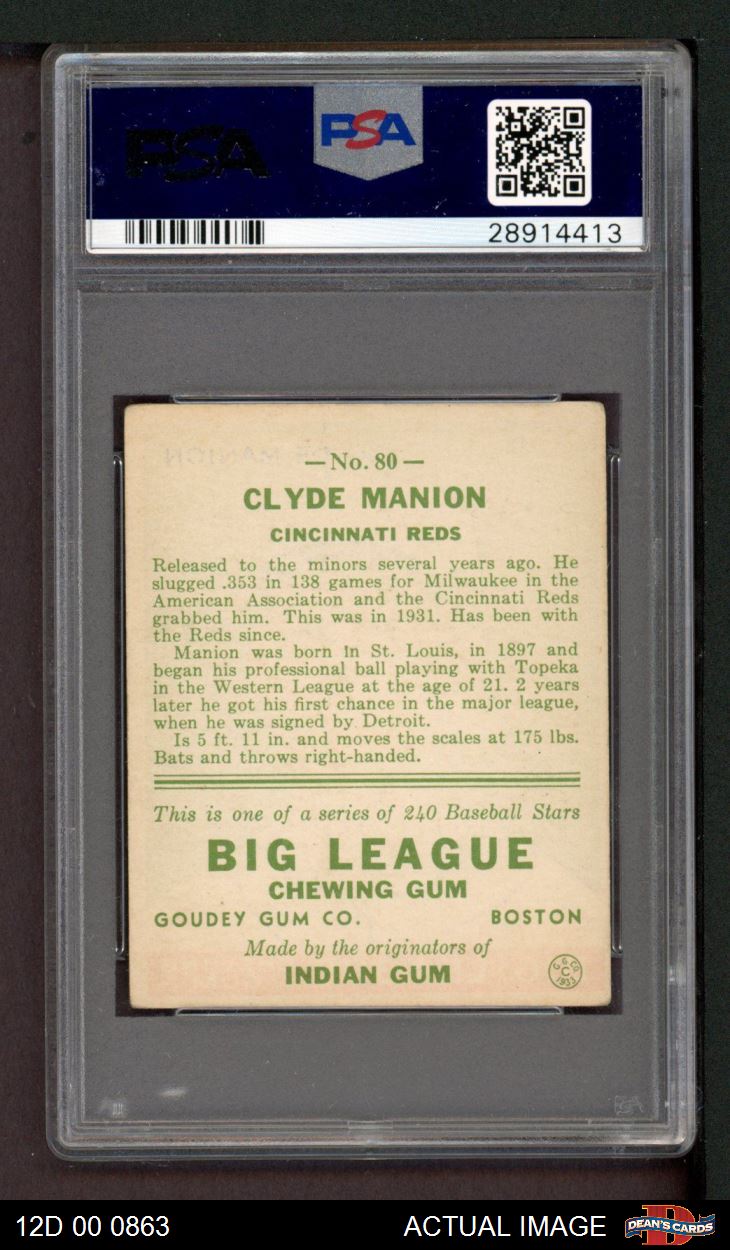 PSA
PSA
28914413
— No. 80 —
CLYDE MANION
CINCINNATI REDS
Released to the minors several years ago. He
slugged .353 in 138 games for Milwaukee in the
American Association and the Cincinnati Reds
grabbed him. This was in 1931. Has been with
the Reds since.
Manion was born in St. Louis, in 1897 and
began his professional ball playing with Topeka
in the Western League at the age of 21. 2 years
later he got his first chance in the major league,
when he was signed by Detroit.
Is 5 ft. 11 in. and moves the scales at 175 lbs.
Bats and throws right-handed.
This is one of a series of 240 Baseball Stars
BIG LEAGUE
CHEWING GUM
GOUDEY GUM CO. BOSTON
Made by the originators of
INDIAN GUM
G. G. Co.
C
1933
PSA
12D 00 0863 ACTUAL IMAGE D DEAN'S CARDS